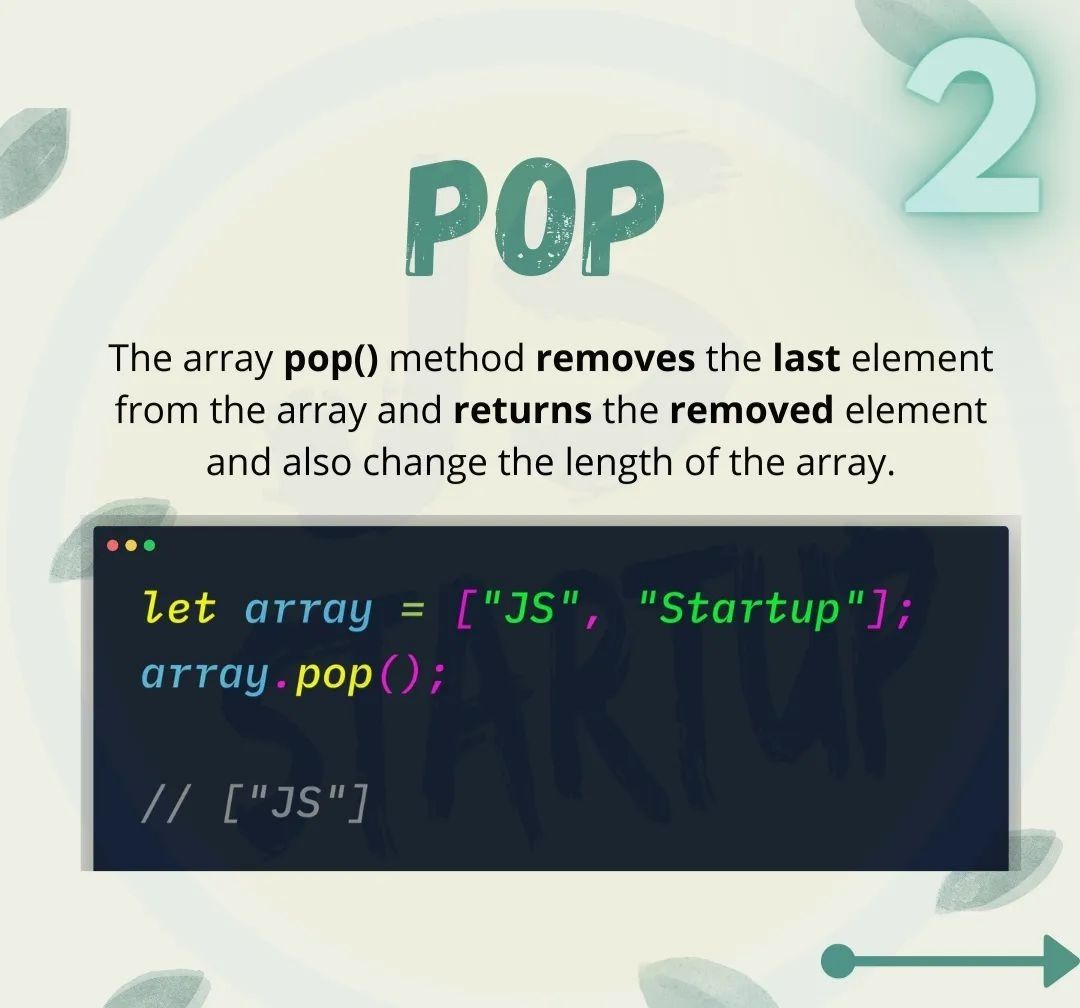 2
POP
The array pop() method removes the last element
from the array and returns the removed element
and also change the length of the array.
let array = ["JS", "Startup"];
array.pop();
// ["JS"]
JS
STARTUP